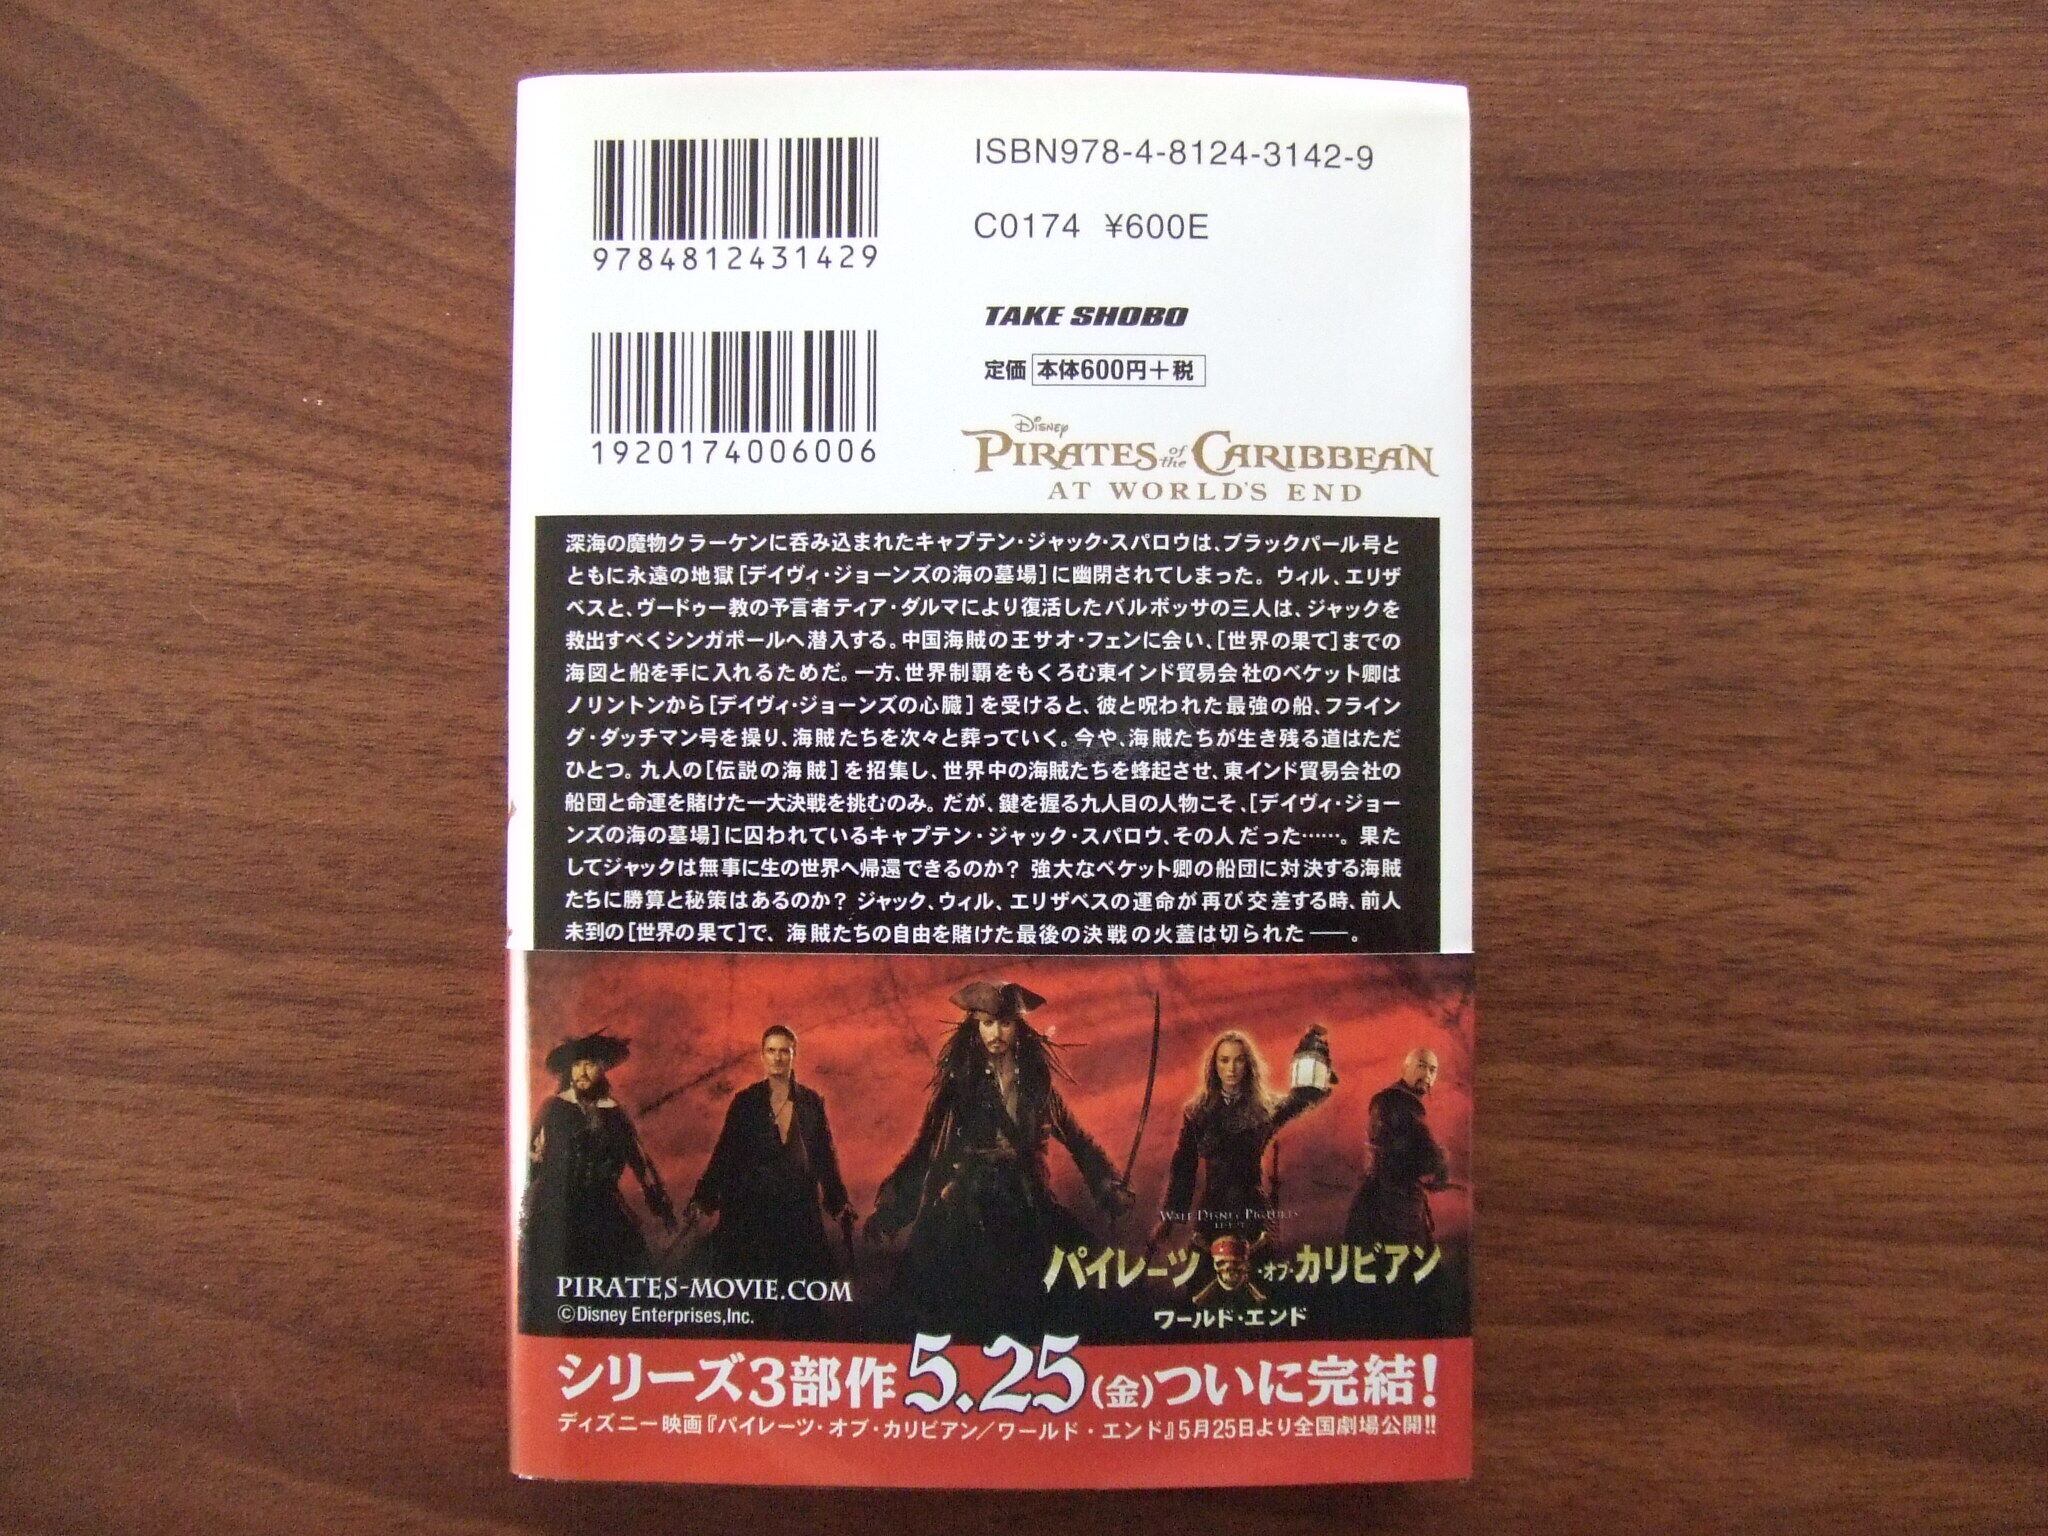 ISBN978-4-8124-3142-9
9784812431429
C0174 ¥600E
TAKE SHOBO
定価 本体600円+税
1920174006006
Disney
PIRATES of the CARIBBEAN
AT WORLD'S END
深海の魔物クラーケンに呑み込まれたキャプテン・ジャック・スパロウは、ブラックパール号と
ともに永遠の地獄[デイヴィ・ジョーンズの海の墓場]に幽閉されてしまった。ウィル、エリザ
ベスと、ヴードゥー教の予言者ティア・ダルマにより復活したバルボッサの三人は、ジャックを
救出すべくシンガポールへ潜入する。中国海賊の王サオ・フェンに会い、[世界の果て]までの
海図と船を手に入れるためだ。一方、世界制覇をもくろむ東インド貿易会社のベケット卿は
ノリントンから[デイヴィ・ジョーンズの心臓]を受けると、彼と呪われた最強の船、フライン
グ・ダッチマン号を操り、海賊たちを次々と葬っていく。今や、海賊たちが生き残る道はただ
ひとつ。九人の[伝説の海賊]を招集し、世界中の海賊たちを蜂起させ、東インド貿易会社の
船団と命運を賭けた一大決戦を挑むのみ。だが、鍵を握る九人目の人物こそ、[デイヴィ・ジョー
ンズの海の墓場]に囚われているキャプテン・ジャック・スパロウ、その人だった……。果た
してジャックは無事に生の世界へ帰還できるのか? 強大なベケット卿の船団に対決する海賊
たちに勝算と秘策はあるのか? ジャック、ウィル、エリザベスの運命が再び交差する時、前人
未到の[世界の果て]で、海賊たちの自由を賭けた最後の決戦の火蓋は切られた――。
WALT DISNEY PICTURES
パイレーツ・オブ・カリビアン
ワールド・エンド
PIRATES-MOVIE.COM
©Disney Enterprises,Inc.
シリーズ3部作5.25(金)ついに完結!
ディズニー映画『パイレーツ・オブ・カリビアン/ワールド・エンド』5月25日より全国劇場公開!!